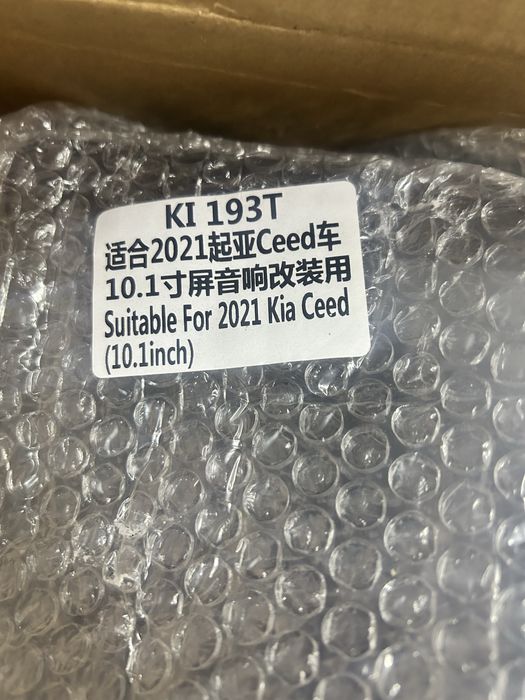 KI 193T
适合2021起亚Ceed车
10.1寸屏音响改装用
Suitable For 2021 Kia Ceed
(10.1inch)